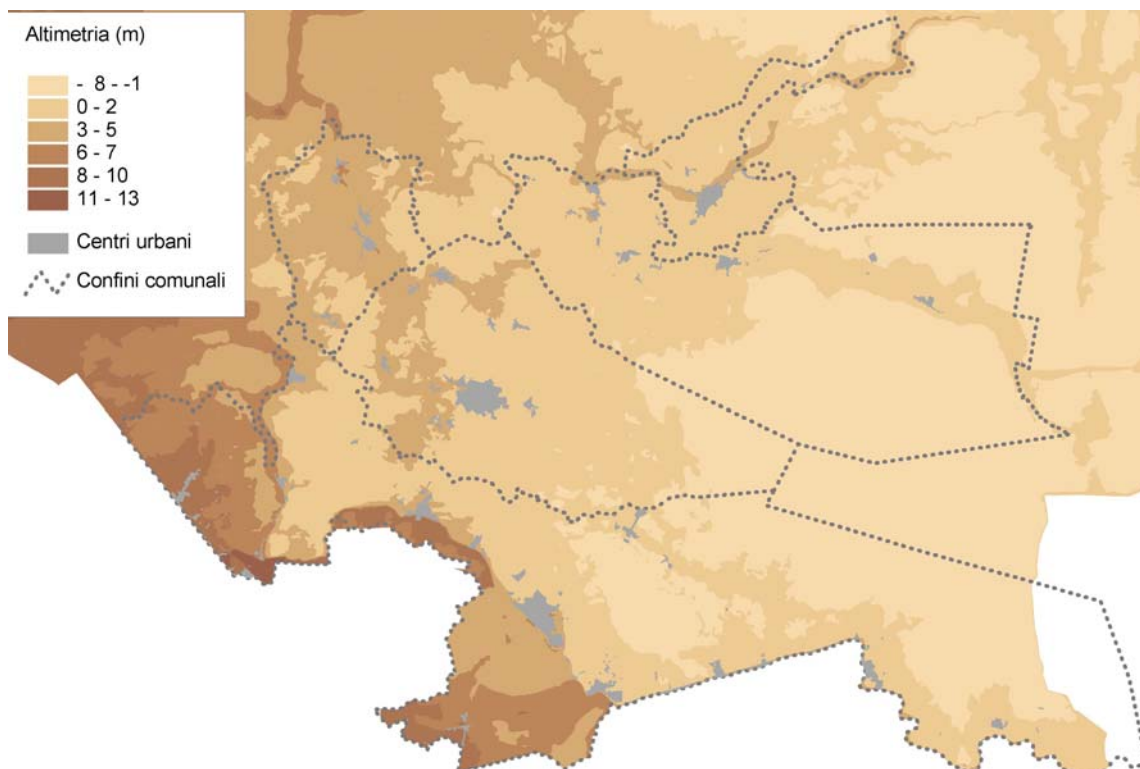 Altimetria (m)
- 8 - -1
0 - 2
3 - 5
6 - 7
8 - 10
11 - 13
Centri urbani
Confini comunali